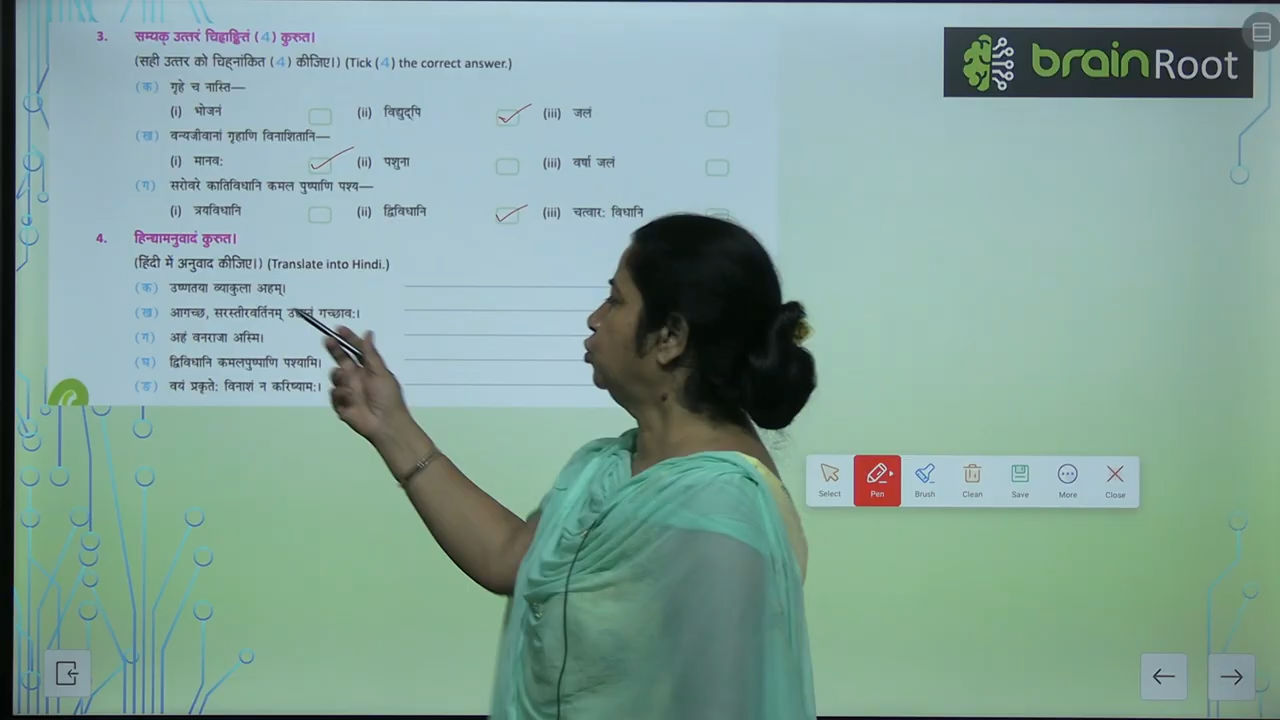 3. सम्यक् उत्तरं चिह्नाङ्कितं (4) कुरुत।
(सही उत्तर को चिह्नांकित (4) कीजिए।) (Tick (4) the correct answer.)
(क) गृहे च नास्ति—
(i) भोजनं (ii) विद्युद्पि (iii) जलं
(ख) वन्यजीवानां गृहाणि विनाशितानि—
(i) मानव: (ii) पशुना (iii) वर्षा जलं
(ग) सरोवरे कातिविधानि कमल पुष्पाणि पश्य—
(i) त्रयविधानि (ii) द्विविधानि (iii) चत्वार: विधानि
4. हिन्द्यामनुवादं कुरुत।
(हिंदी में अनुवाद कीजिए।) (Translate into Hindi.)
(क) उष्णतया व्याकुला अहम्।
(ख) आगच्छ, सरस्तीरवर्तिनम् गच्छाव:।
(ग) अहं वनराजा अस्मि।
(घ) द्विविधानि कमलपुष्पाणि पश्यामि।
(ङ) वयं प्रकृते: विनाशं न करिष्याम:।
brainRoot
Select Pen Brush Clean Save More Close